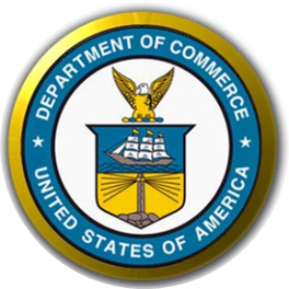 DEPARTMENT OF COMMERCE
UNITED STATES OF AMERICA